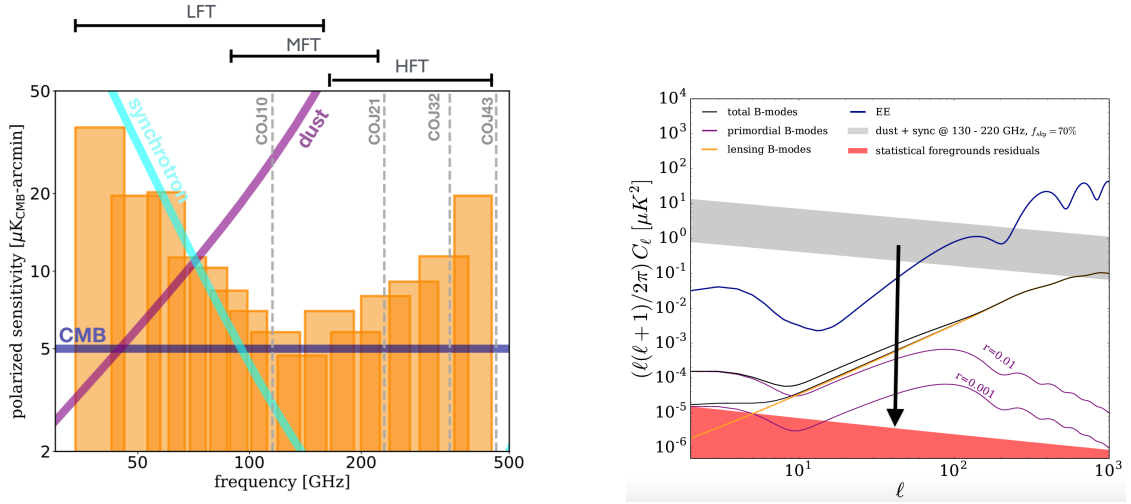 LFT
MFT
HFT
50
20
10
5
2
polarized sensitivity [μK_CMB-arcmin]
synchrotron
dust
CMB
COJ10
COJ21
COJ32
COJ43
50
100
200
500
frequency [GHz]
10^4
10^3
10^2
10^1
10^0
10^-1
10^-2
10^-3
10^-4
10^-5
10^-6
(ℓ(ℓ+1)/2π) C_ℓ [μK^2]
total B-modes
primordial B-modes
lensing B-modes
EE
dust + sync @ 130 - 220 GHz, f_sky = 70%
statistical foregrounds residuals
r=0.01
r=0.001
10^1
10^2
10^3
ℓ